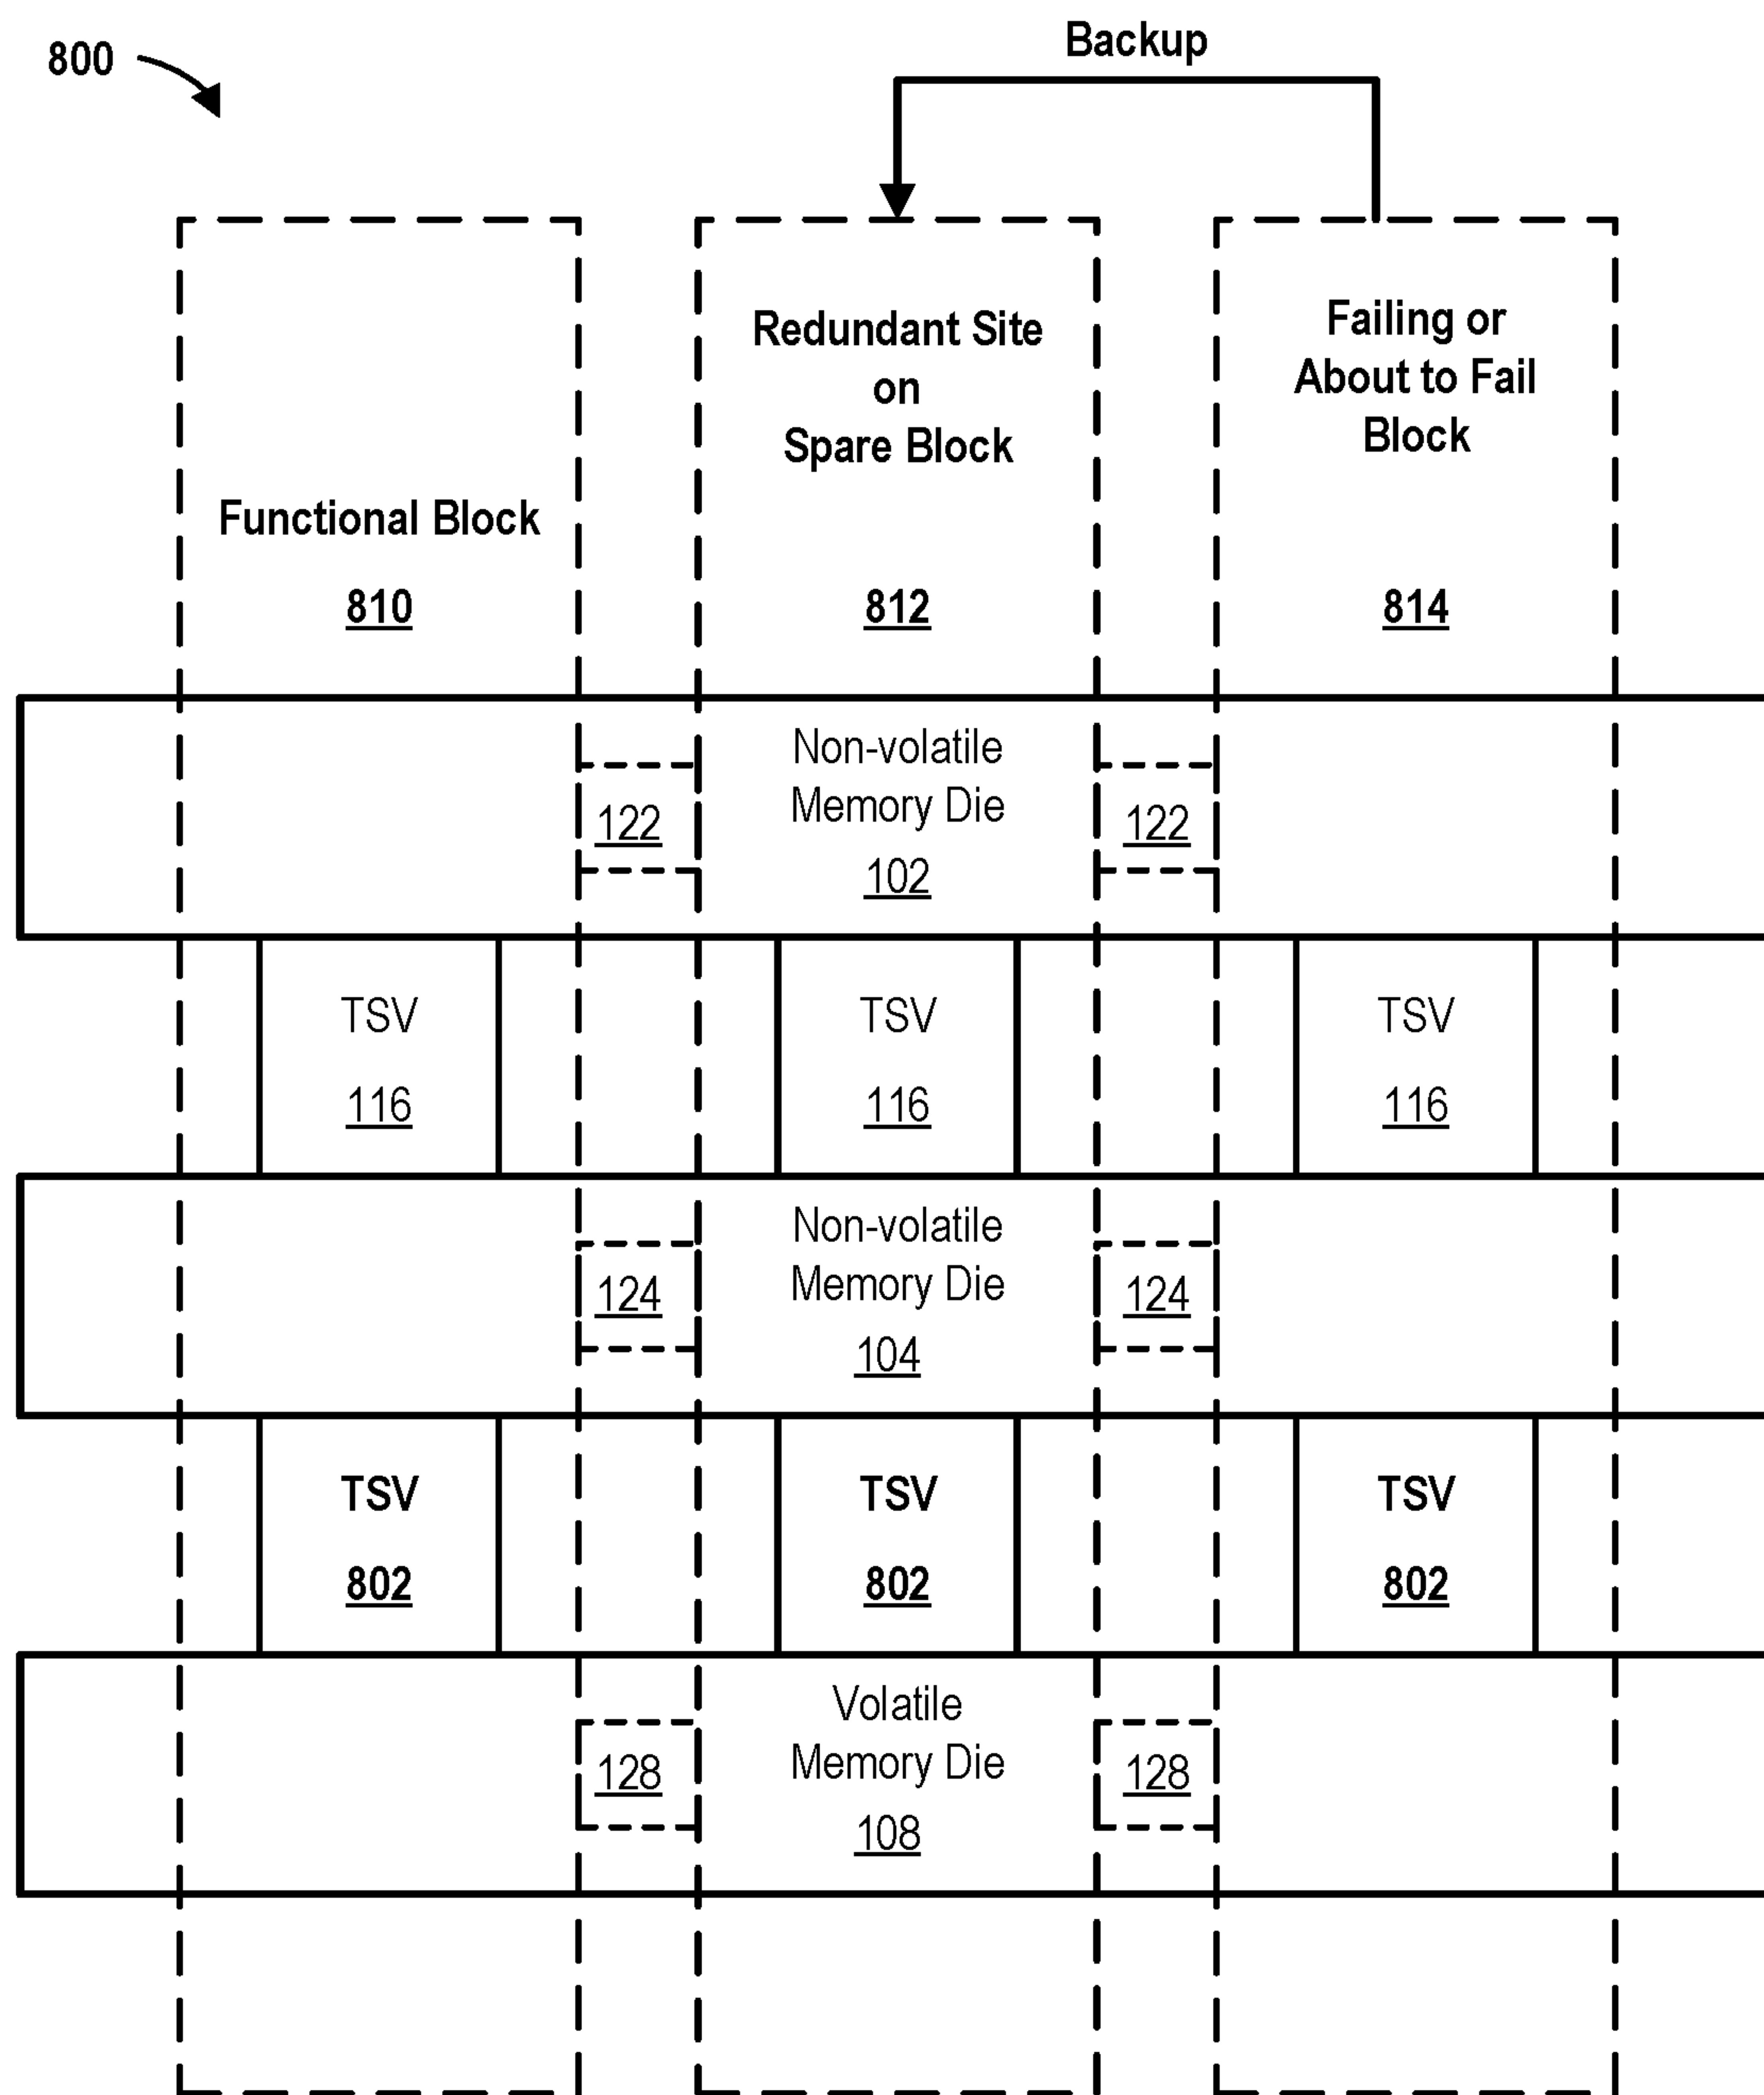 800
Backup
Functional Block
810
Redundant Site
on
Spare Block
812
Failing or
About to Fail
Block
814
122
Non-volatile
Memory Die
102
122
TSV
116
TSV
116
TSV
116
124
Non-volatile
Memory Die
104
124
TSV
802
TSV
802
TSV
802
128
Volatile
Memory Die
108
128